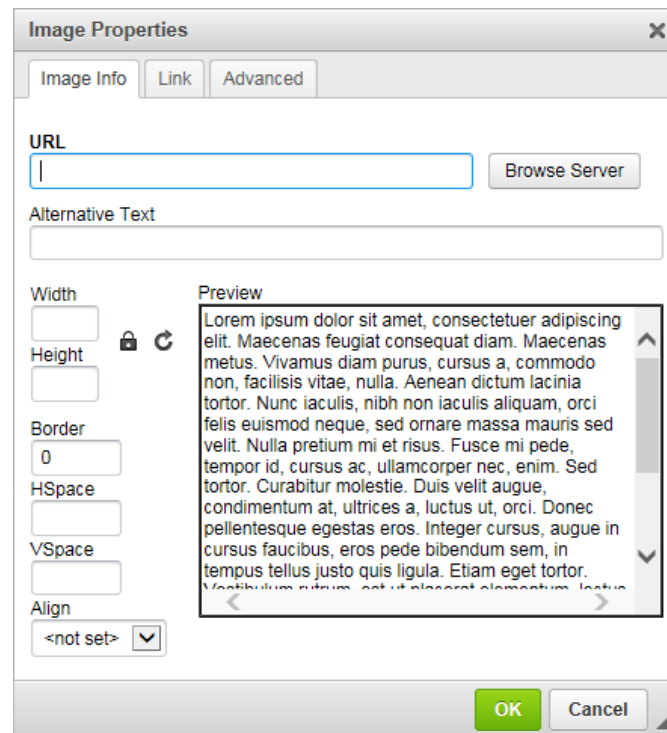 Image Properties
Image Info Link Advanced
URL
Browse Server
Alternative Text
Width
Height
Border
0
HSpace
VSpace
Align
<not set>
Preview
Lorem ipsum dolor sit amet, consectetuer adipiscing
elit. Maecenas feugiat consequat diam. Maecenas
metus. Vivamus diam purus, cursus a, commodo
non, facilisis vitae, nulla. Aenean dictum lacinia
tortor. Nunc iaculis, nibh non iaculis aliquam, orci
felis euismod neque, sed ornare massa mauris sed
velit. Nulla pretium mi et risus. Fusce mi pede,
tempor id, cursus ac, ullamcorper nec, enim. Sed
tortor. Curabitur molestie. Duis velit augue,
condimentum at, ultrices a, luctus ut, orci. Donec
pellentesque egestas eros. Integer cursus, augue in
cursus faucibus, eros pede bibendum sem, in
tempus tellus justo quis ligula. Etiam eget tortor.
OK Cancel